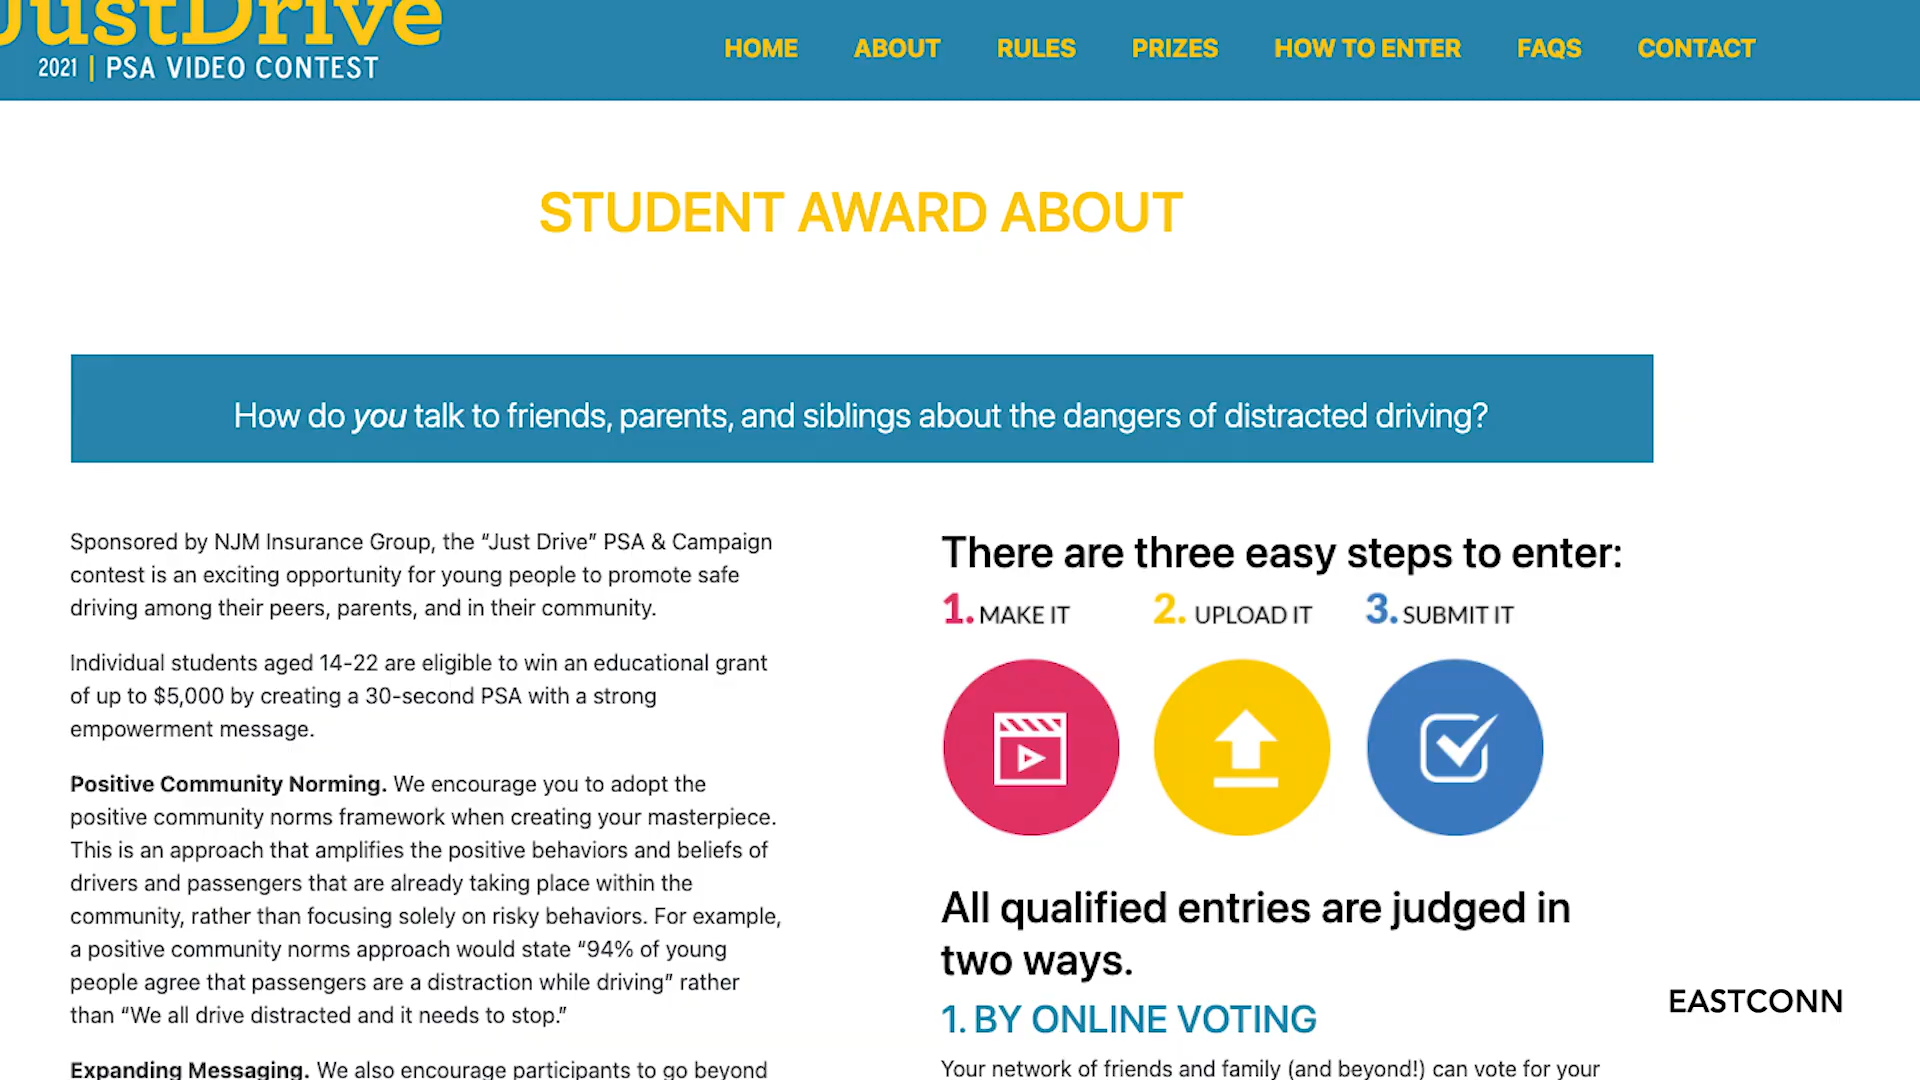 JustDrive
2021 | PSA VIDEO CONTEST
HOME ABOUT RULES PRIZES HOW TO ENTER FAQS CONTACT
STUDENT AWARD ABOUT
How do you talk to friends, parents, and siblings about the dangers of distracted driving?
Sponsored by NJM Insurance Group, the “Just Drive” PSA & Campaign
contest is an exciting opportunity for young people to promote safe
driving among their peers, parents, and in their community.
Individual students aged 14-22 are eligible to win an educational grant
of up to $5,000 by creating a 30-second PSA with a strong
empowerment message.
Positive Community Norming. We encourage you to adopt the
positive community norms framework when creating your masterpiece.
This is an approach that amplifies the positive behaviors and beliefs of
drivers and passengers that are already taking place within the
community, rather than focusing solely on risky behaviors. For example,
a positive community norms approach would state “94% of young
people agree that passengers are a distraction while driving” rather
than “We all drive distracted and it needs to stop.”
Expanding Messaging. We also encourage participants to go beyond
There are three easy steps to enter:
1. MAKE IT 2. UPLOAD IT 3. SUBMIT IT
All qualified entries are judged in
two ways.
1. BY ONLINE VOTING
Your network of friends and family (and beyond!) can vote for your
EASTCONN